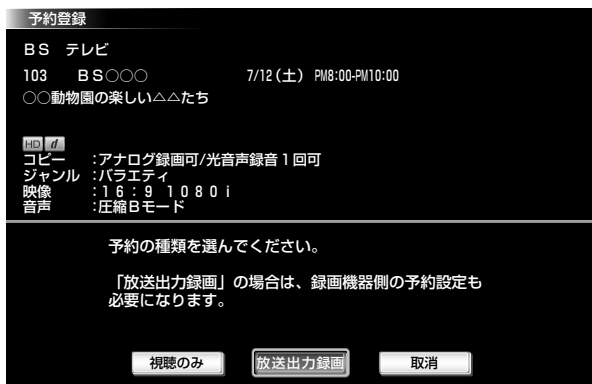 予約登録
BS テレビ
103 BS○○○ 7/12(土) PM8:00-PM10:00
○○動物園の楽しい△△たち
HD d
コピー :アナログ録画可/光音声録音1回可
ジャンル :バラエティ
映像 :16:9 1080i
音声 :圧縮Bモード
予約の種類を選んでください。
「放送出力録画」の場合は、録画機器側の予約設定も
必要になります。
視聴のみ 放送出力録画 取消